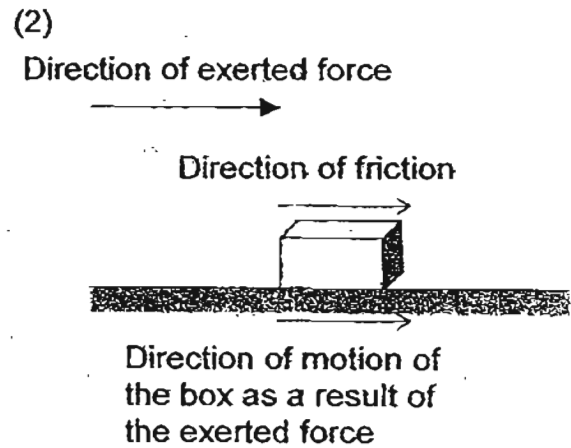 (2)
Direction of exerted force
Direction of friction
Direction of motion of
the box as a result of
the exerted force